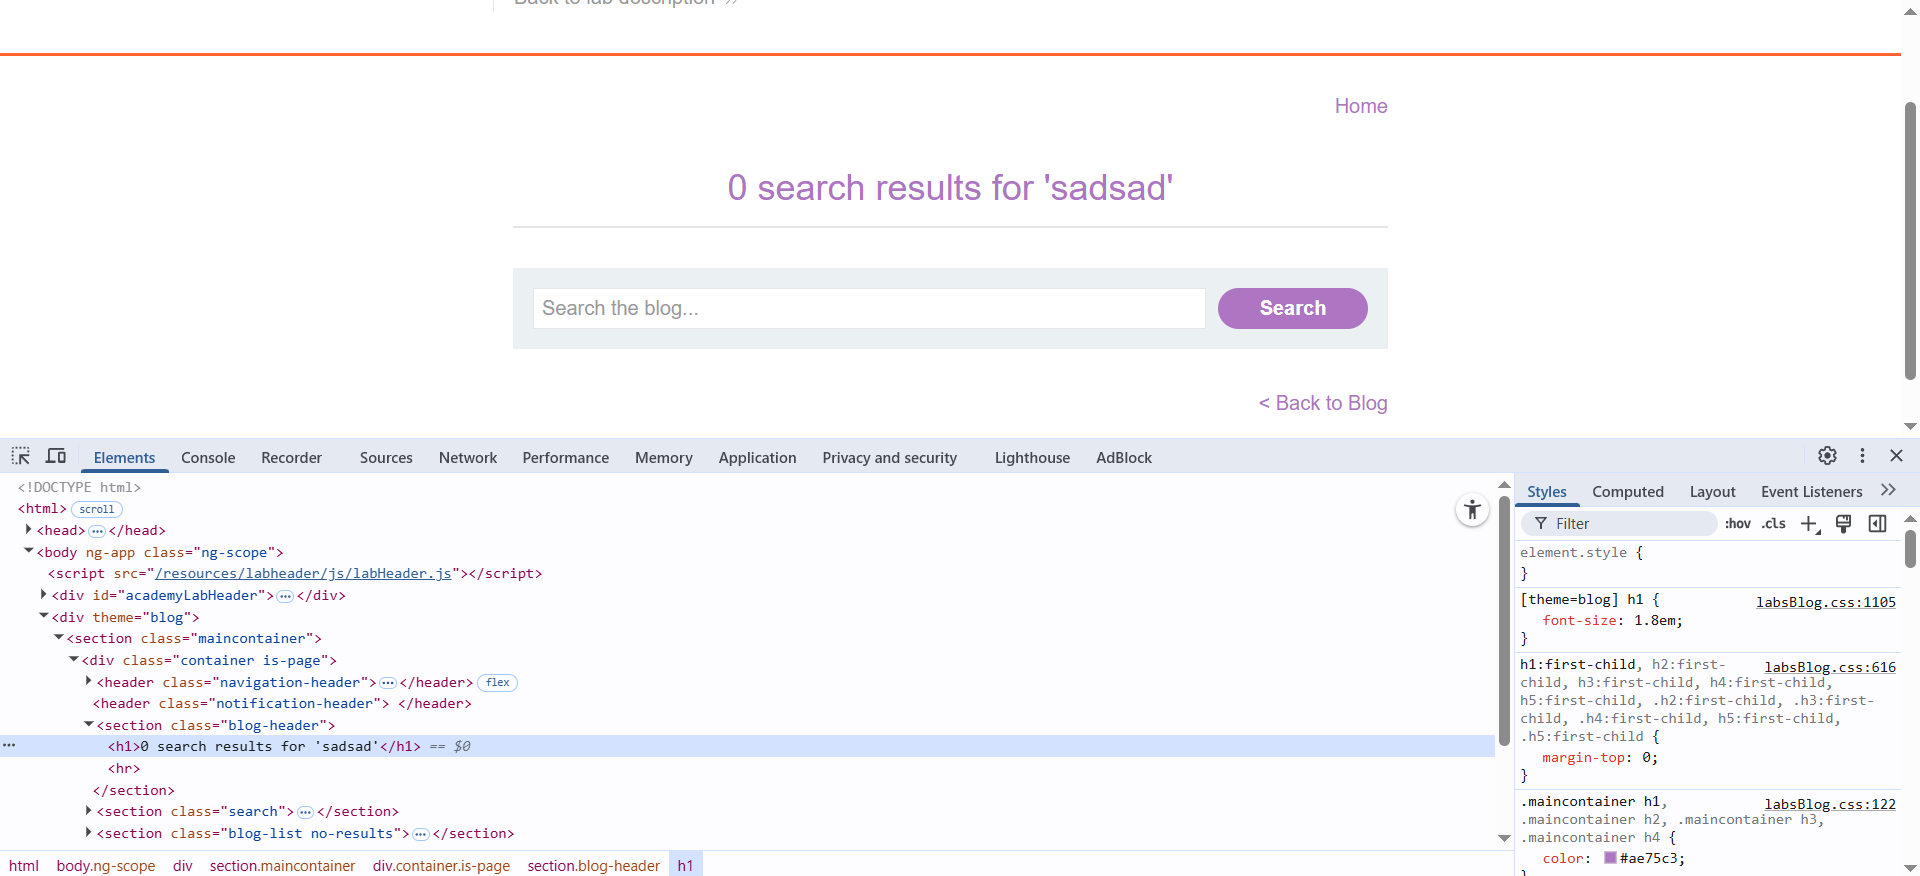 Back to lab description >>
Home
0 search results for 'sadsad'
Search the blog...
Search
< Back to Blog
Elements Console Recorder Sources Network Performance Memory Application Privacy and security Lighthouse AdBlock
<!DOCTYPE html>
<html> scroll
<head> ... </head>
<body ng-app class="ng-scope">
<script src="/resources/labheader/js/labHeader.js"></script>
<div id="academyLabHeader"> ... </div>
<div theme="blog">
<section class="maincontainer">
<div class="container is-page">
<header class="navigation-header"> ... </header> flex
<header class="notification-header"> </header>
<section class="blog-header">
... <h1>0 search results for 'sadsad'</h1> == $0
<hr>
</section>
<section class="search"> ... </section>
<section class="blog-list no-results"> ... </section>
html body.ng-scope div section.maincontainer div.container.is-page section.blog-header h1
Styles Computed Layout Event Listeners >>
Filter :hov .cls +
element.style {
}
[theme=blog] h1 { labsBlog.css:1105
font-size: 1.8em;
}
h1:first-child, h2:first- labsBlog.css:616
child, h3:first-child, h4:first-child,
h5:first-child, .h2:first-child, .h3:first-
child, .h4:first-child, h5:first-child,
.h5:first-child {
margin-top: 0;
}
.maincontainer h1, labsBlog.css:122
.maincontainer h2, .maincontainer h3,
.maincontainer h4 {
color: #ae75c3;
}